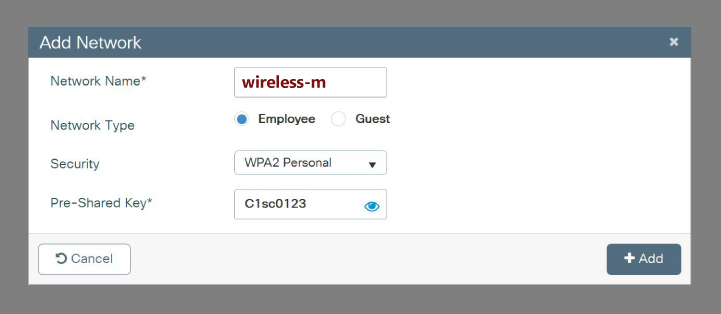 Add Network
Network Name*
wireless-m
Network Type
Employee Guest
Security
WPA2 Personal
Pre-Shared Key*
C1sc0123
Cancel
Add